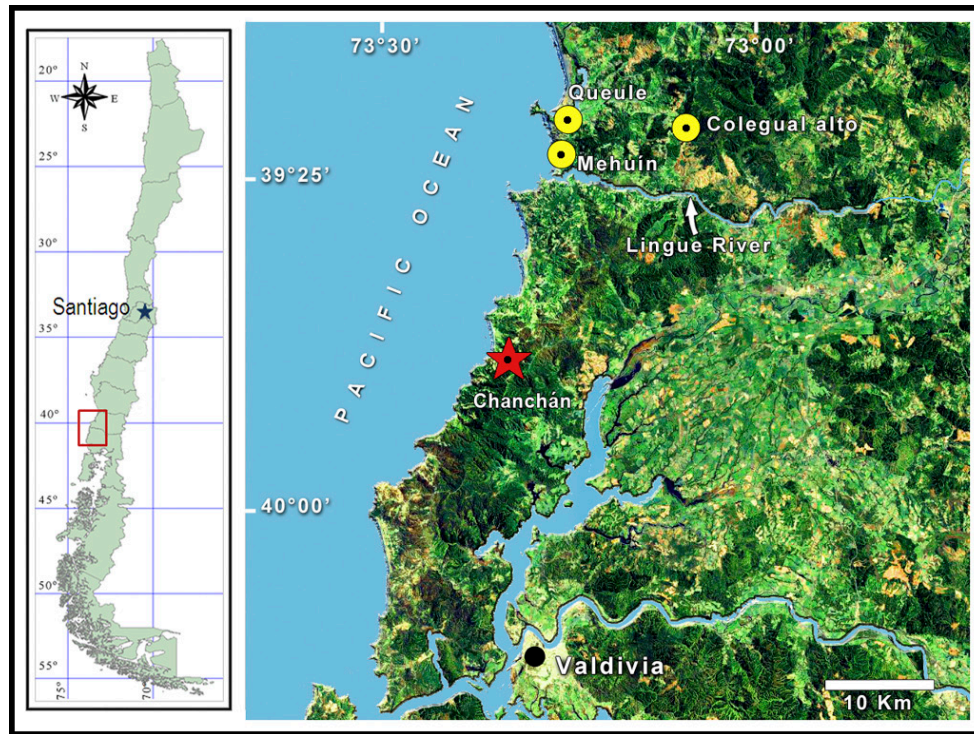 N
W E
S
20°
25°
30°
Santiago
35°
40°
45°
50°
55°
75°
70°
73°30'
73°00'
Queule
Colegual alto
Mehuín
39°25'
Lingue River
PACIFIC OCEAN
Chanchán
40°00'
Valdivia
10 Km